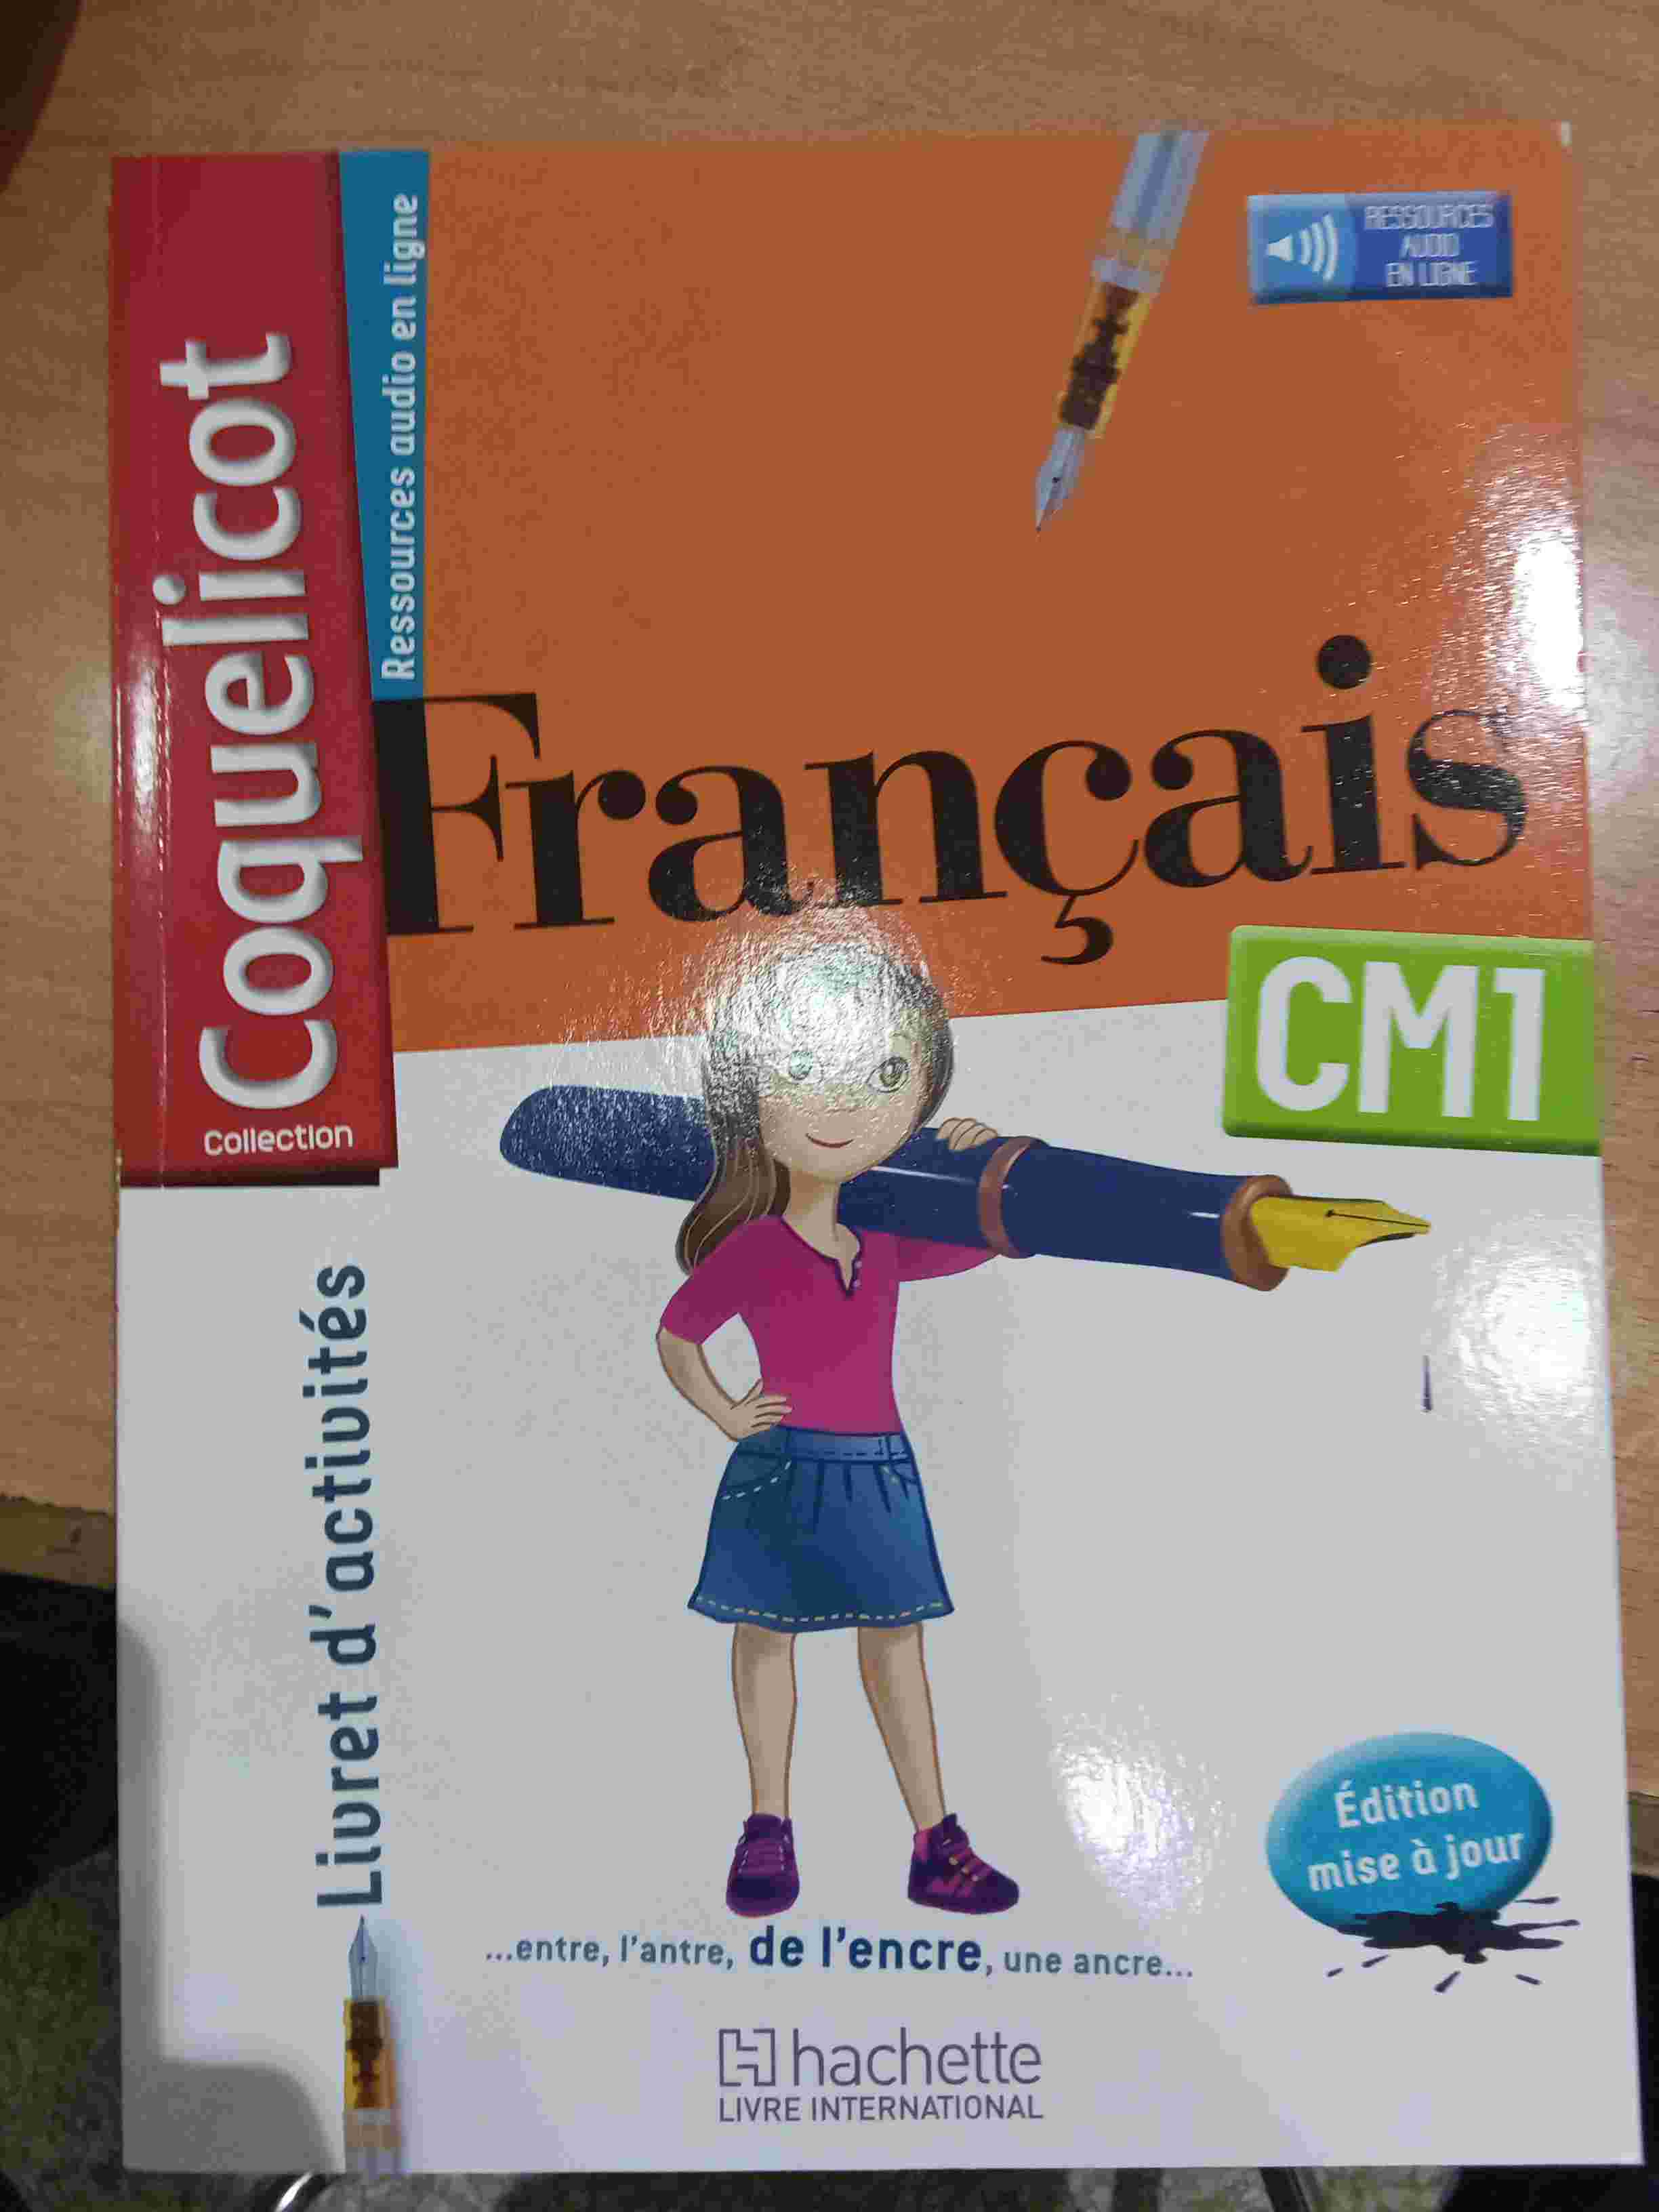 Collection Coquelicot
Ressources audio en ligne
RESSOURCES
AUDIO
EN LIGNE
Français
CM1
Livret d'activités
Édition
mise à jour
...entre, l'antre, de l'encre, une ancre...
hachette
LIVRE INTERNATIONAL